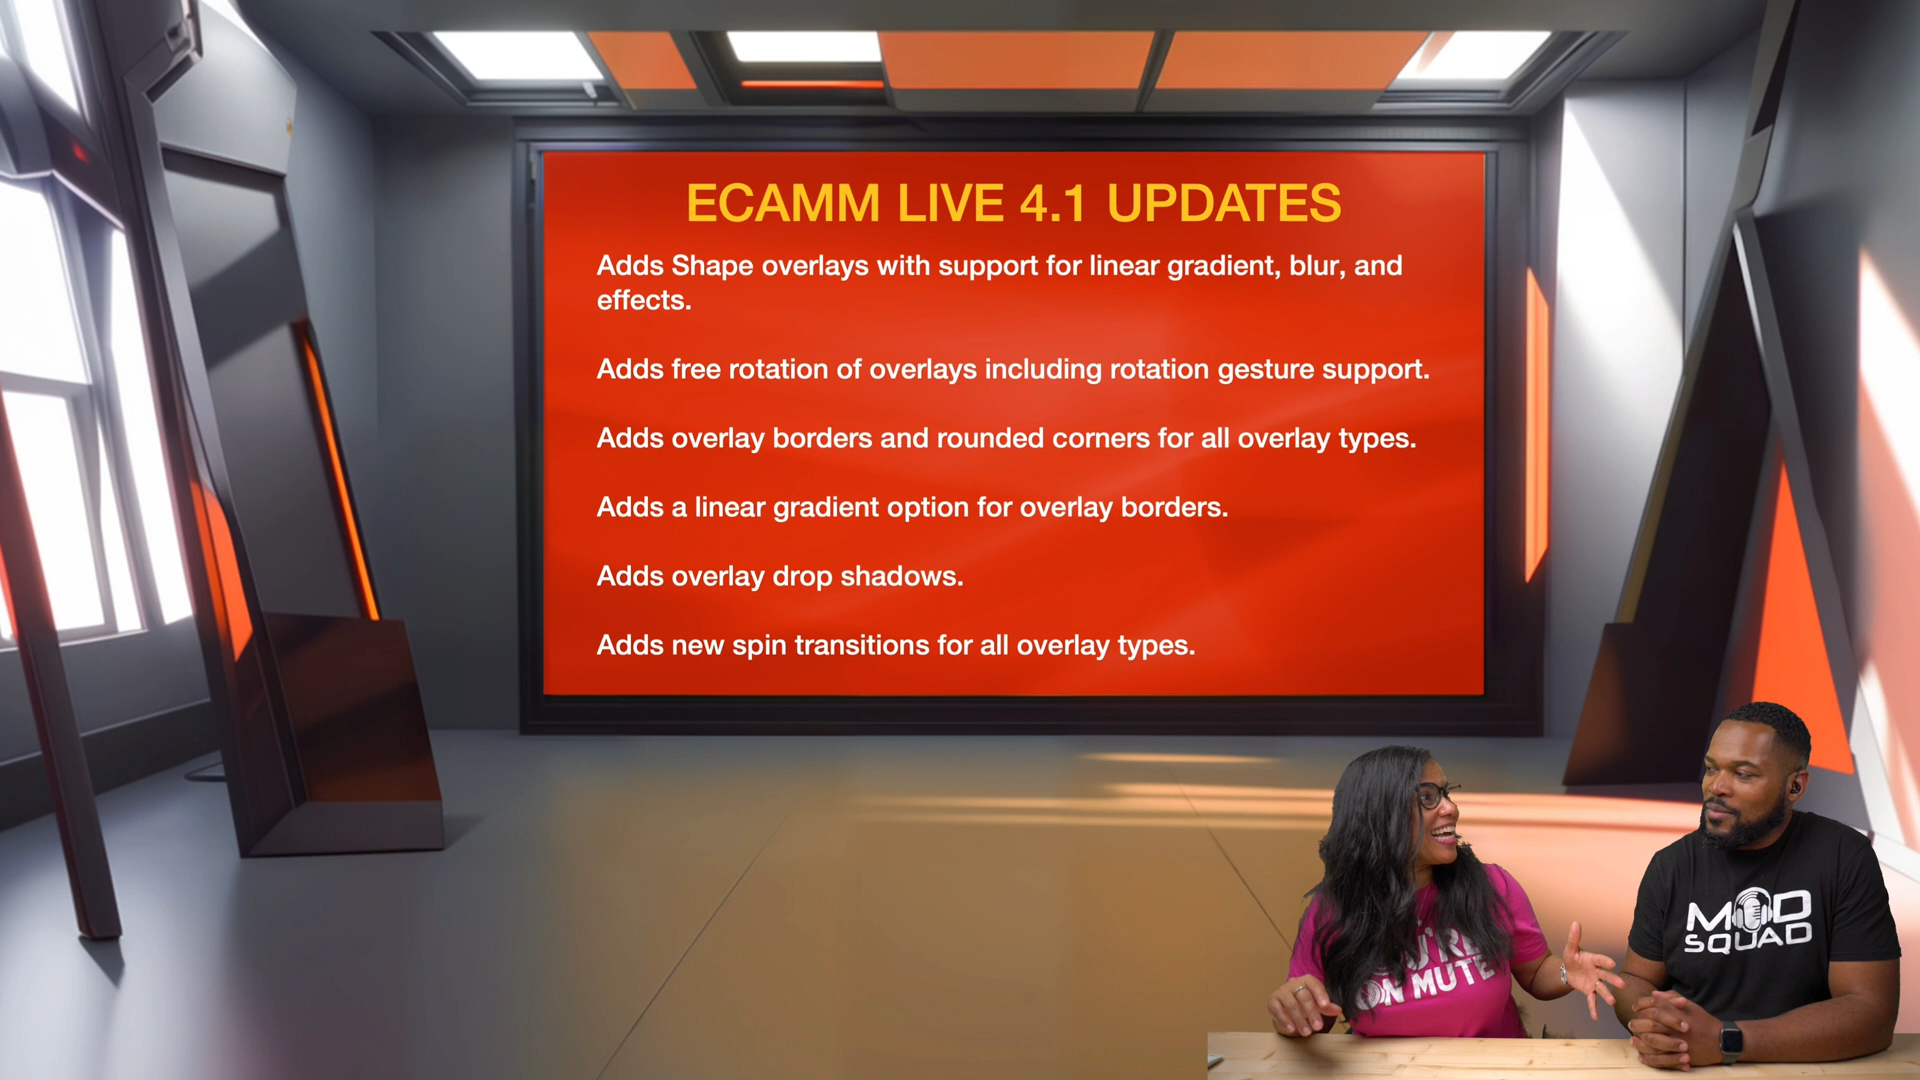 ECAMM LIVE 4.1 UPDATES
Adds Shape overlays with support for linear gradient, blur, and
effects.
Adds free rotation of overlays including rotation gesture support.
Adds overlay borders and rounded corners for all overlay types.
Adds a linear gradient option for overlay borders.
Adds overlay drop shadows.
Adds new spin transitions for all overlay types.
ON MUTE
MOD
SQUAD